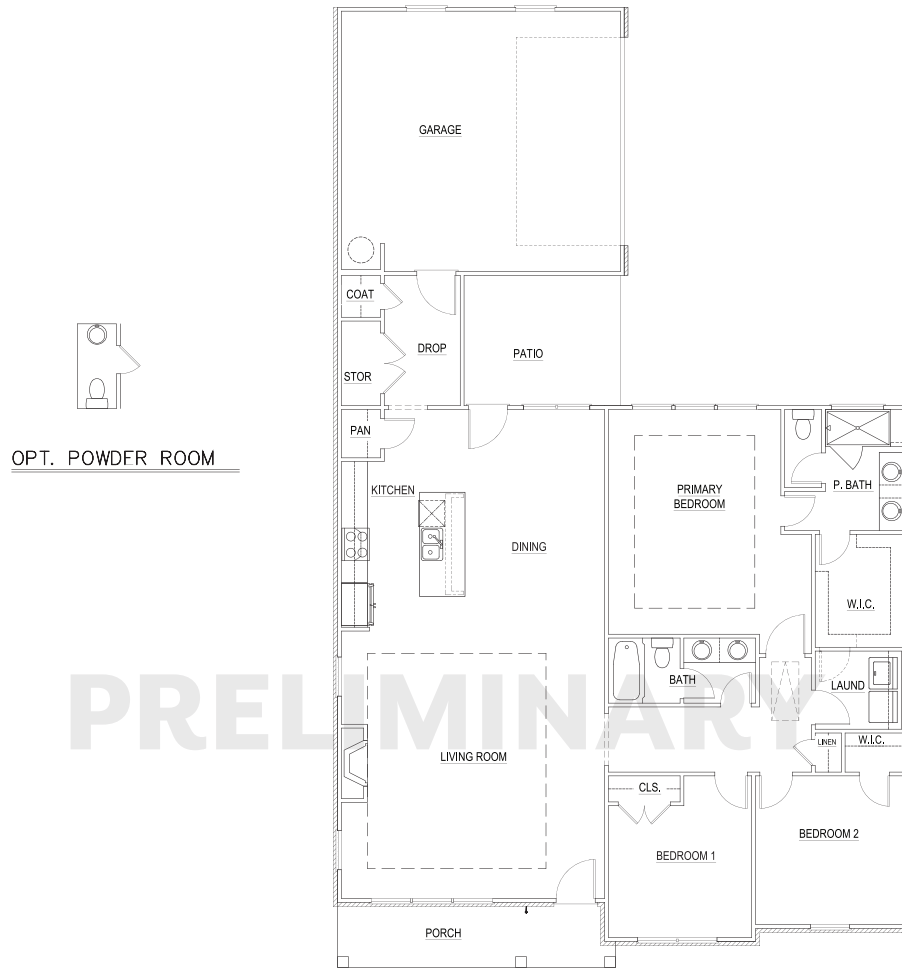 GARAGE
COAT
DROP
STOR
PATIO
PAN
OPT. POWDER ROOM
KITCHEN
PRIMARY
BEDROOM
P. BATH
DINING
W.I.C.
BATH
LAUND
PRELIMINARY
LINEN
W.I.C.
LIVING ROOM
CLS.
BEDROOM 2
BEDROOM 1
PORCH